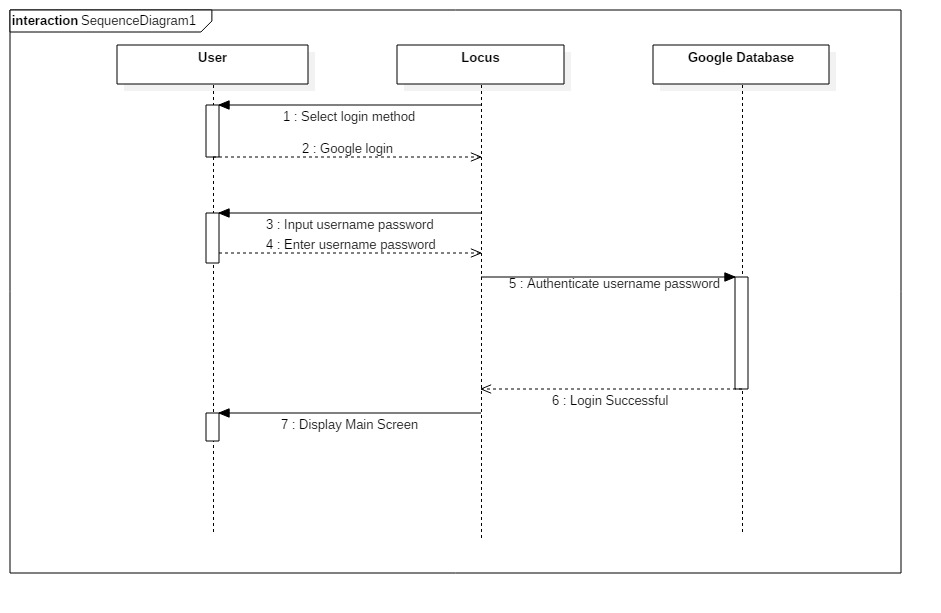 interaction SequenceDiagram1
User
Locus
Google Database
1 : Select login method
2 : Google login
3 : Input username password
4 : Enter username password
5 : Authenticate username password
6 : Login Successful
7 : Display Main Screen